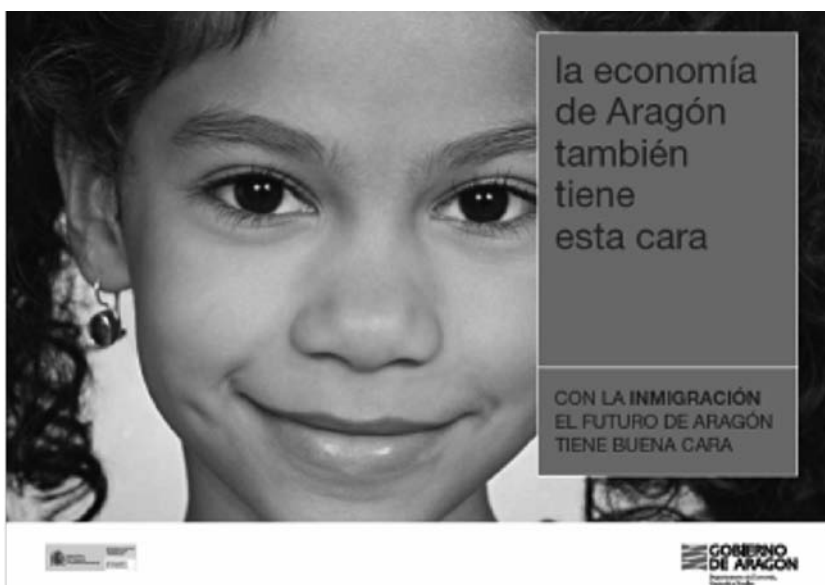 la economía
de Aragón
también
tiene
esta cara
CON LA INMIGRACIÓN
EL FUTURO DE ARAGÓN
TIENE BUENA CARA
GOBIERNO
DE ARAGON